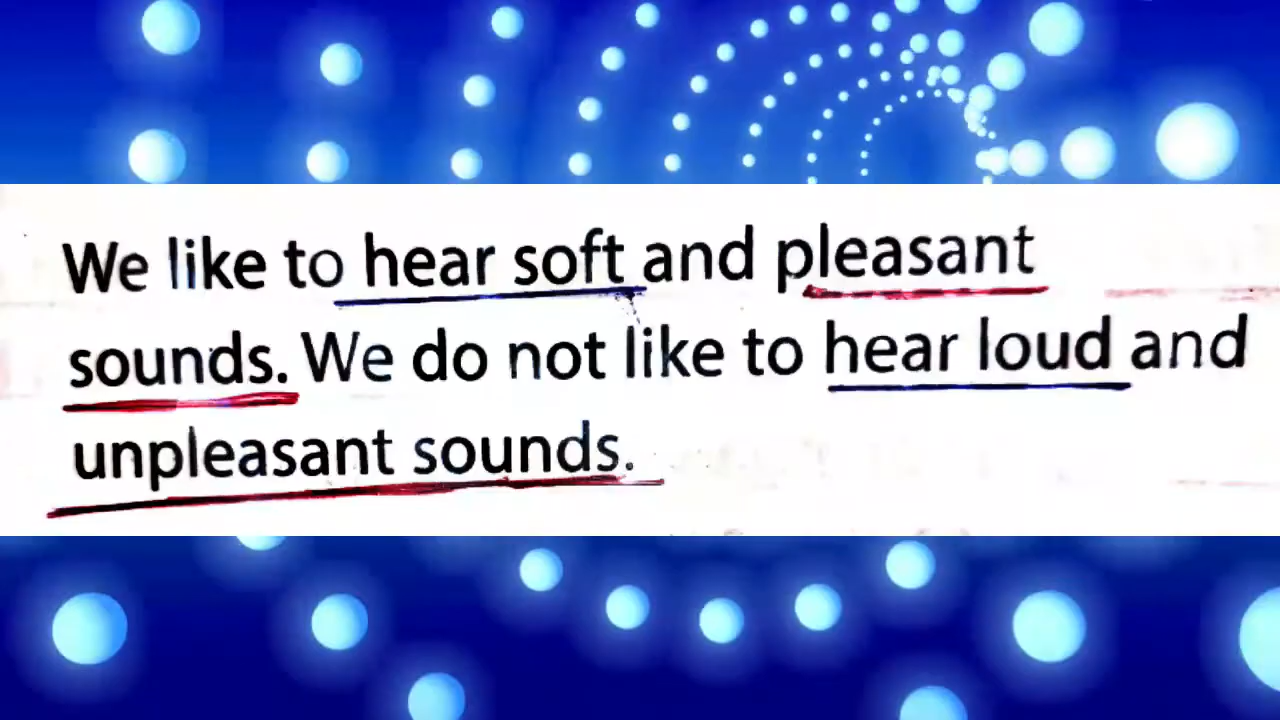 We like to hear soft and pleasant
sounds. We do not like to hear loud and
unpleasant sounds.